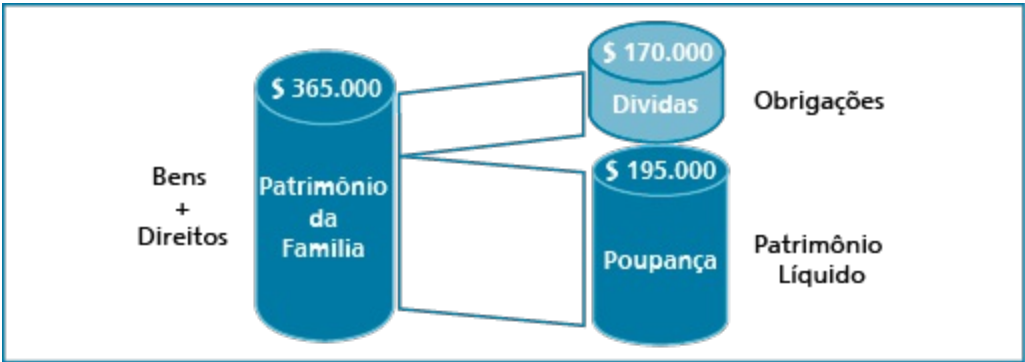 Bens
+
Direitos
$ 365.000
Patrimônio
da
Familia
$ 170.000
Dividas
Obrigações
$ 195.000
Poupança
Patrimônio
Líquido